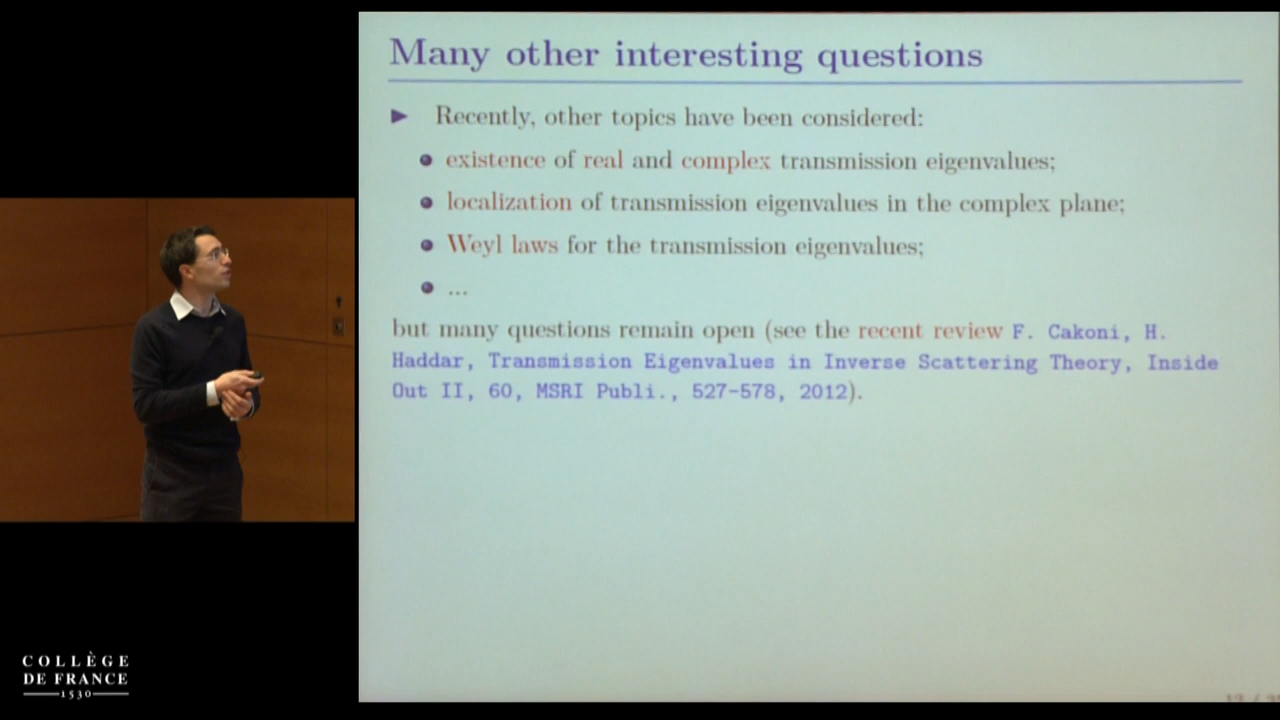 Many other interesting questions
Recently, other topics have been considered:
existence of real and complex transmission eigenvalues;
localization of transmission eigenvalues in the complex plane;
Weyl laws for the transmission eigenvalues;
...
but many questions remain open (see the recent review F. Cakoni, H.
Haddar, Transmission Eigenvalues in Inverse Scattering Theory, Inside
Out II, 60, MSRI Publi., 527-578, 2012).
COLLÈGE
DE FRANCE
1530